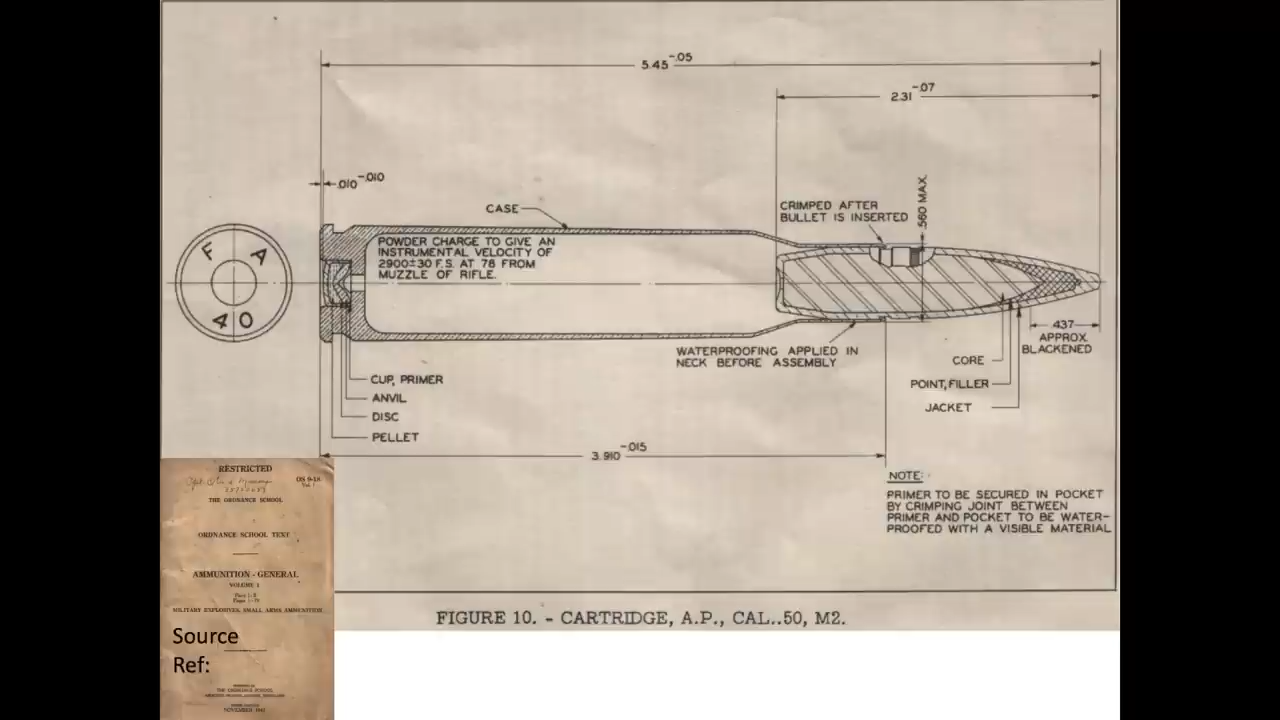 5.45 -.05
2.31 -.07
.010 -.010
.560 MAX.
CASE
CRIMPED AFTER
BULLET IS INSERTED
F A
40
POWDER CHARGE TO GIVE AN
INSTRUMENTAL VELOCITY OF
2900±30 F.S. AT 78 FROM
MUZZLE OF RIFLE.
.437
APPROX.
BLACKENED
WATERPROOFING APPLIED IN
NECK BEFORE ASSEMBLY
CORE
POINT, FILLER
JACKET
CUP, PRIMER
ANVIL
DISC
PELLET
3.910 -.015
NOTE:
PRIMER TO BE SECURED IN POCKET
BY CRIMPING JOINT BETWEEN
PRIMER AND POCKET TO BE WATER-
PROOFED WITH A VISIBLE MATERIAL
FIGURE 10. - CARTRIDGE, A.P., CAL..50, M2.
RESTRICTED
OS 9-18
THE ORDNANCE SCHOOL
ORDNANCE SCHOOL TEXT
AMMUNITION - GENERAL
VOLUME I
MILITARY EXPLOSIVES, SMALL ARMS AMMUNITION
Source
Ref:
THE ORDNANCE SCHOOL
NOVEMBER